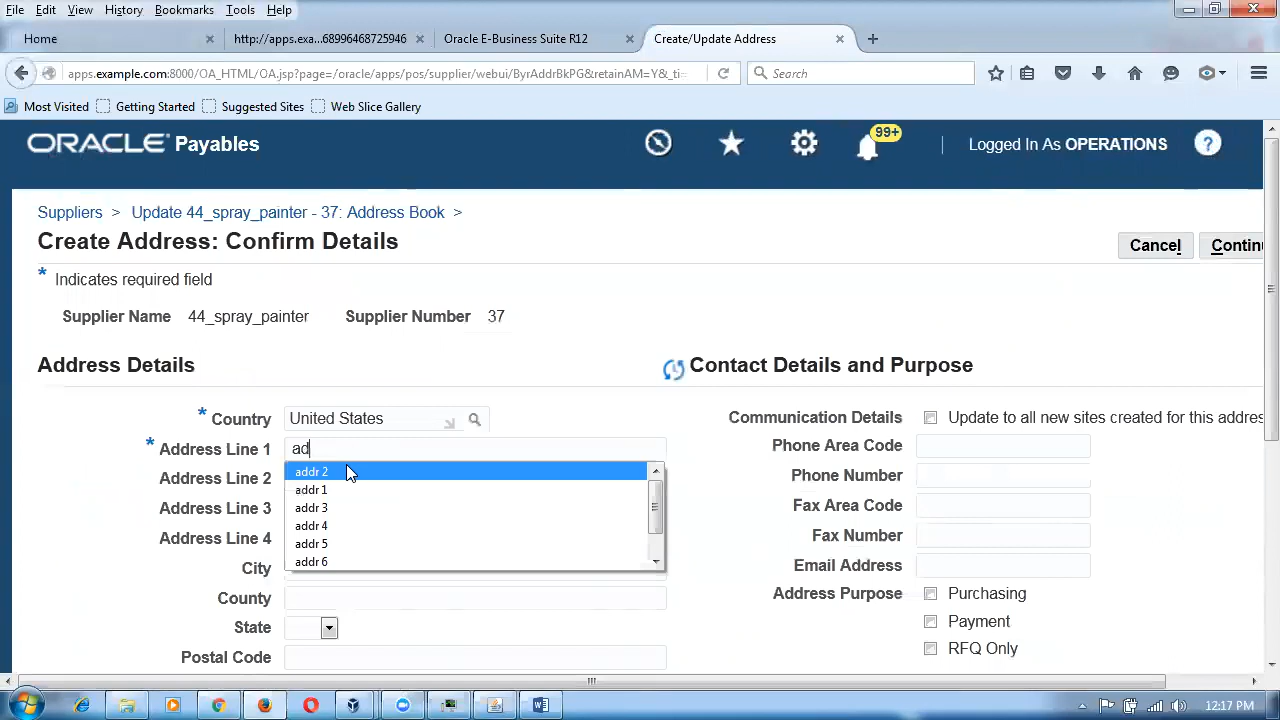 File Edit View History Bookmarks Tools Help
Home
http://apps.exa...68996468725946
Oracle E-Business Suite R12
Create/Update Address
apps.example.com:8000/OA_HTML/OA.jsp?page=/oracle/apps/pos/supplier/webui/ByrAddrBkPG&retainAM=Y&_ti...
Search
Most Visited Getting Started Suggested Sites Web Slice Gallery
ORACLE Payables
99+
Logged In As OPERATIONS
?
Suppliers > Update 44_spray_painter - 37: Address Book >
Create Address: Confirm Details
Cancel Continu
* Indicates required field
Supplier Name 44_spray_painter Supplier Number 37
Address Details
* Country United States
* Address Line 1 ad
addr 2
addr 1
addr 3
addr 4
addr 5
addr 6
Address Line 2
Address Line 3
Address Line 4
City
County
State
Postal Code
Contact Details and Purpose
Communication Details Update to all new sites created for this addres
Phone Area Code
Phone Number
Fax Area Code
Fax Number
Email Address
Address Purpose Purchasing
Payment
RFQ Only
12:17 PM